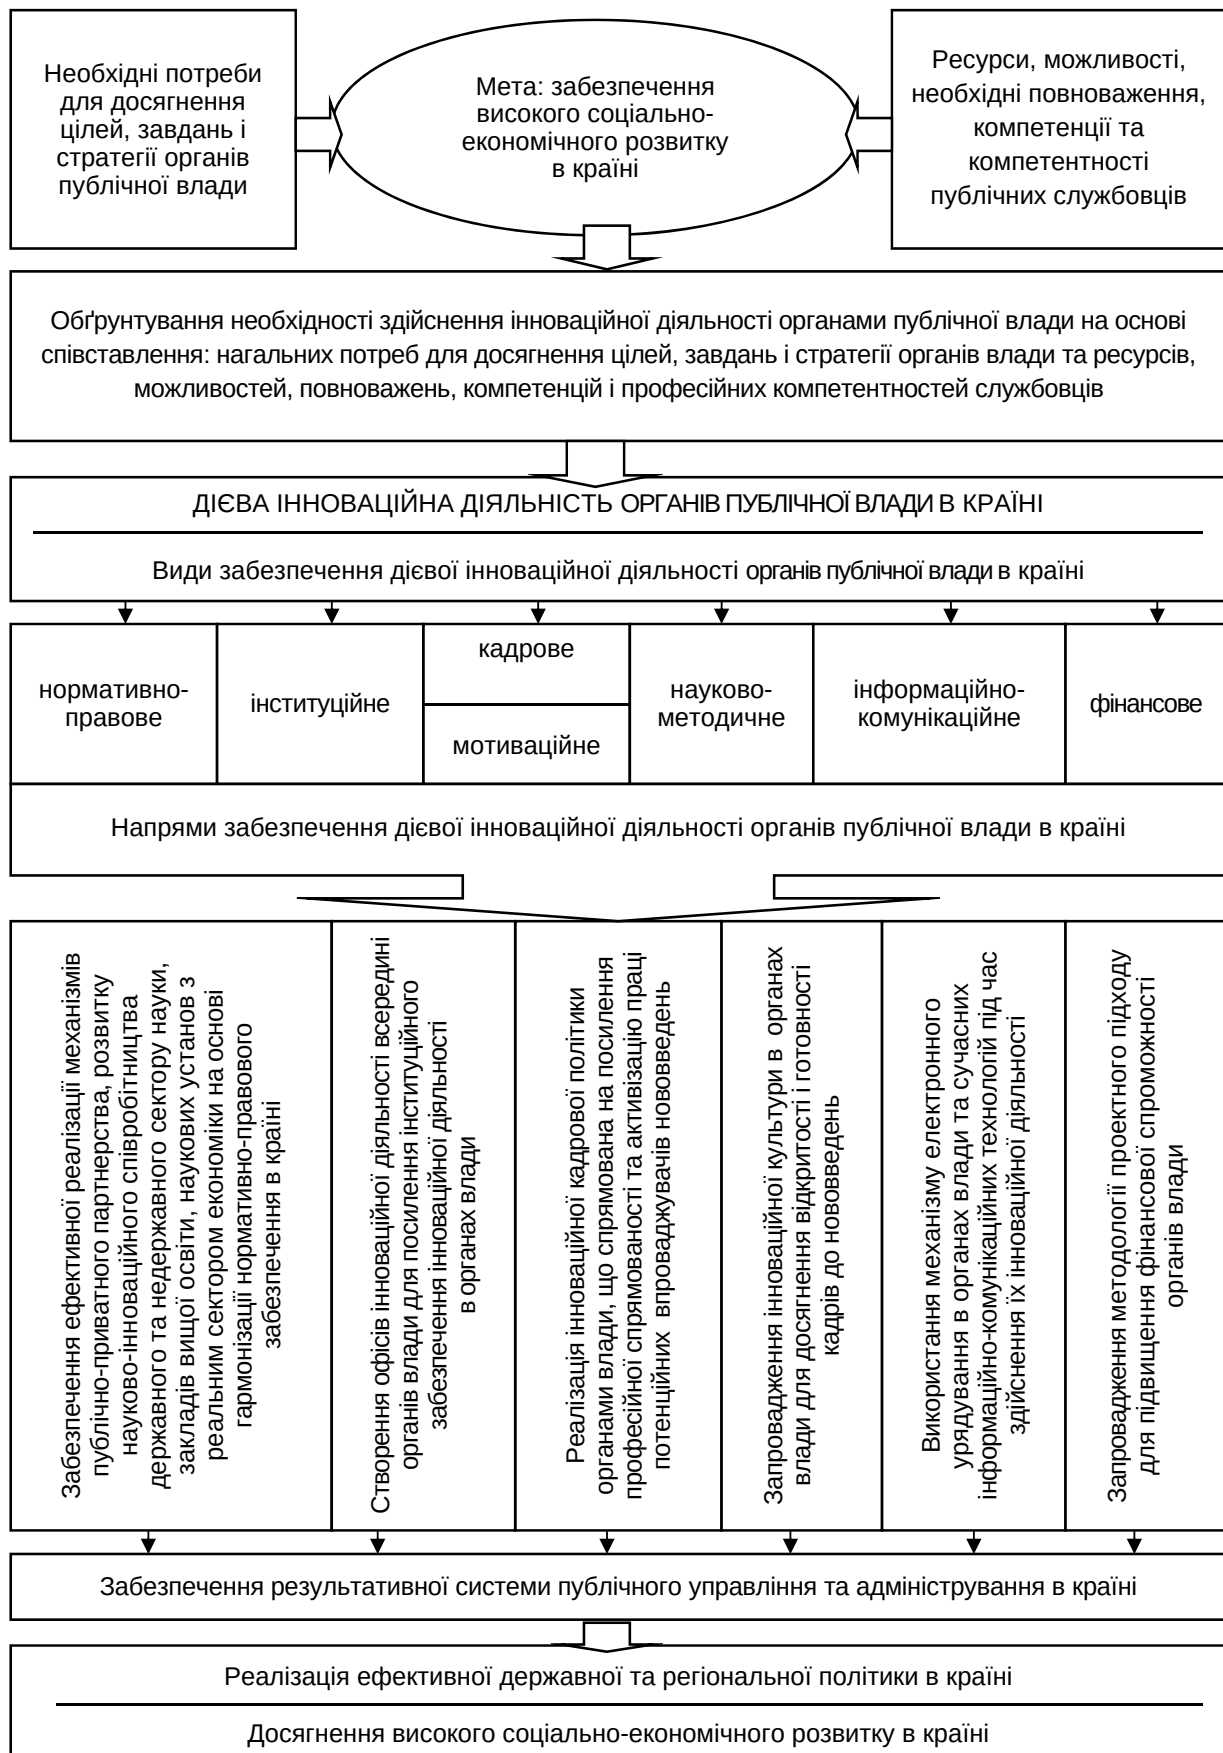 Необхідні потреби
для досягнення
цілей, завдань і
стратегії органів
публічної влади
Мета: забезпечення
високого соціально-
економічного розвитку
в країні
Ресурси, можливості,
необхідні повноваження,
компетенції та
компетентності
публічних службовців
Обґрунтування необхідності здійснення інноваційної діяльності органами публічної влади на основі
співставлення: нагальних потреб для досягнення цілей, завдань і стратегії органів влади та ресурсів,
можливостей, повноважень, компетенцій і професійних компетентностей службовців
ДІЄВА ІННОВАЦІЙНА ДІЯЛЬНІСТЬ ОРГАНІВ ПУБЛІЧНОЇ ВЛАДИ В КРАЇНІ
Види забезпечення дієвої інноваційної діяльності органів публічної влади в країні
нормативно-
правове
інституційне
кадрове
мотиваційне
науково-
методичне
інформаційно-
комунікаційне
фінансове
Напрями забезпечення дієвої інноваційної діяльності органів публічної влади в країні
Забезпечення ефективної реалізації механізмів
публічно-приватного партнерства, розвитку
науково-інноваційного співробітництва
державного та недержавного сектору науки,
закладів вищої освіти, наукових установ з
реальним сектором економіки на основі
гармонізації нормативно-правового
забезпечення в країні
Створення офісів інноваційної діяльності всередині
органів влади для посилення інституційного
забезпечення інноваційної діяльності
в органах влади
Реалізація інноваційної кадрової політики
органами влади, що спрямована на посилення
професійної спрямованості та активізацію праці
потенційних впроваджувачів нововведень
Запровадження інноваційної культури в органах
влади для досягнення відкритості і готовності
кадрів до нововведень
Використання механізму електронного
урядування в органах влади та сучасних
інформаційно-комунікаційних технологій під час
здійснення їх інноваційної діяльності
Запровадження методології проектного підходу
для підвищення фінансової спроможності
органів влади
Забезпечення результативної системи публічного управління та адміністрування в країні
Реалізація ефективної державної та регіональної політики в країні
Досягнення високого соціально-економічного розвитку в країні